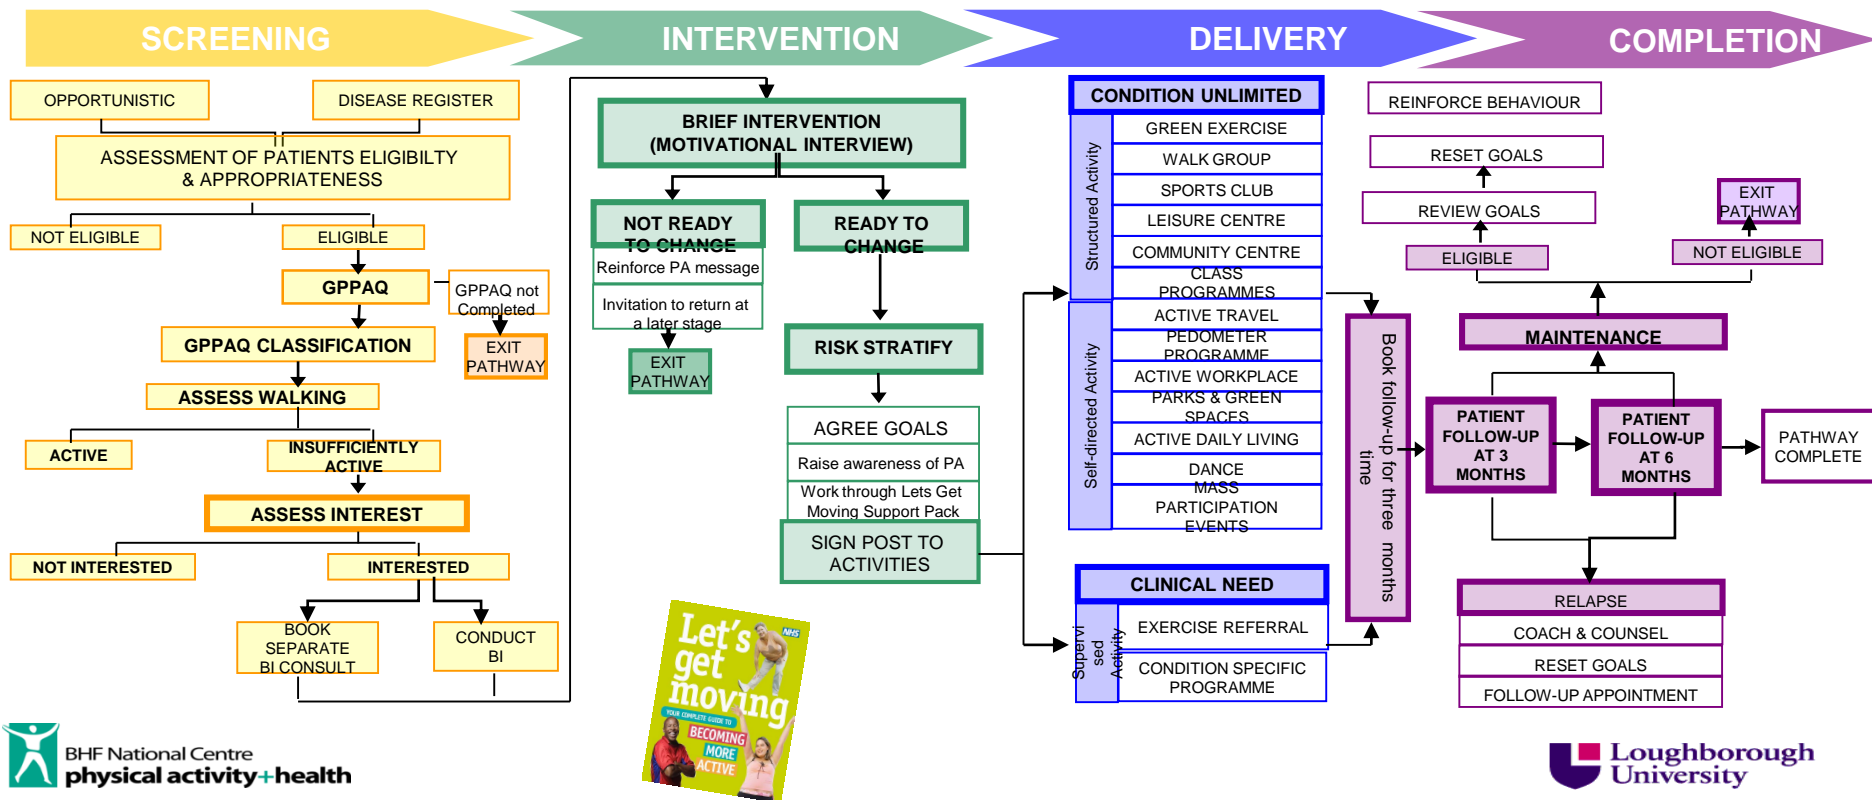 SCREENING
INTERVENTION
DELIVERY
COMPLETION
OPPORTUNISTIC
DISEASE REGISTER
ASSESSMENT OF PATIENTS ELIGIBILTY
& APPROPRIATENESS
NOT ELIGIBLE
ELIGIBLE
GPPAQ
GPPAQ not
Completed
EXIT
PATHWAY
GPPAQ CLASSIFICATION
ASSESS WALKING
ACTIVE
INSUFFICIENTLY
ACTIVE
ASSESS INTEREST
NOT INTERESTED
INTERESTED
BOOK
SEPARATE
BI CONSULT
CONDUCT
BI
BRIEF INTERVENTION
(MOTIVATIONAL INTERVIEW)
NOT READY
TO CHANGE
Reinforce PA message
Invitation to return at
a later stage
EXIT
PATHWAY
READY TO
CHANGE
RISK STRATIFY
AGREE GOALS
Raise awareness of PA
Work through Lets Get
Moving Support Pack
SIGN POST TO
ACTIVITIES
Let's
get
moving
NHS
YOUR COMPLETE GUIDE TO
BECOMING
MORE
ACTIVE
CONDITION UNLIMITED
Structured Activity
GREEN EXERCISE
WALK GROUP
SPORTS CLUB
LEISURE CENTRE
COMMUNITY CENTRE
CLASS
PROGRAMMES
Self-directed Activity
ACTIVE TRAVEL
PEDOMETER
PROGRAMME
ACTIVE WORKPLACE
PARKS & GREEN
SPACES
ACTIVE DAILY LIVING
DANCE
MASS
PARTICIPATION
EVENTS
CLINICAL NEED
Supervi
sed
Activity
EXERCISE REFERRAL
CONDITION SPECIFIC
PROGRAMME
Book follow-up for three months
time
REINFORCE BEHAVIOUR
RESET GOALS
REVIEW GOALS
ELIGIBLE
EXIT
PATHWAY
NOT ELIGIBLE
MAINTENANCE
PATIENT
FOLLOW-UP
AT 3
MONTHS
PATIENT
FOLLOW-UP
AT 6
MONTHS
PATHWAY
COMPLETE
RELAPSE
COACH & COUNSEL
RESET GOALS
FOLLOW-UP APPOINTMENT
BHF National Centre
physical activity+health
Loughborough
University